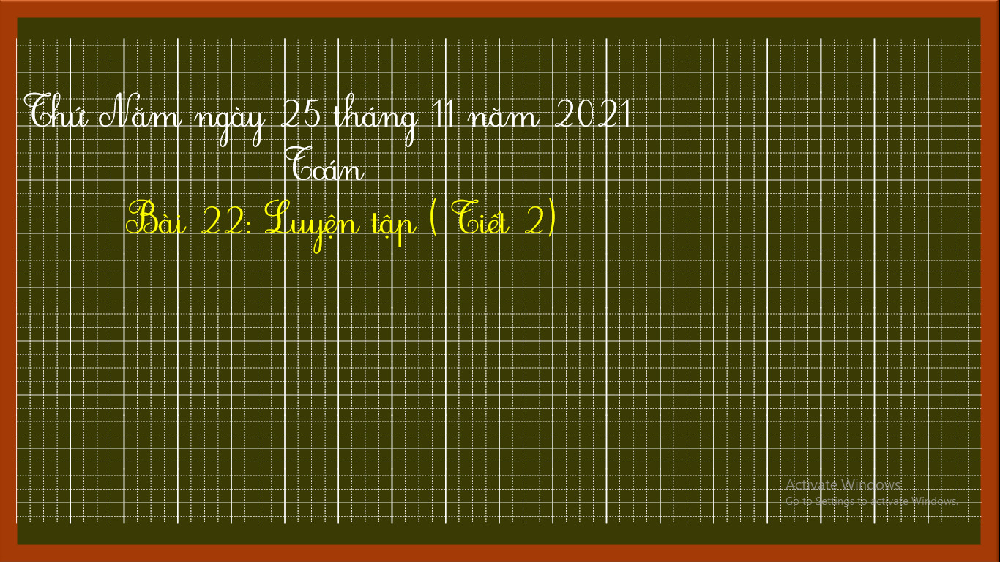 Thứ Năm ngày 25 tháng 11 năm 2021
Toán
Bài 22: Luyện tập ( Tiết 2)
Activate Windows
Go to Settings to activate Windows.